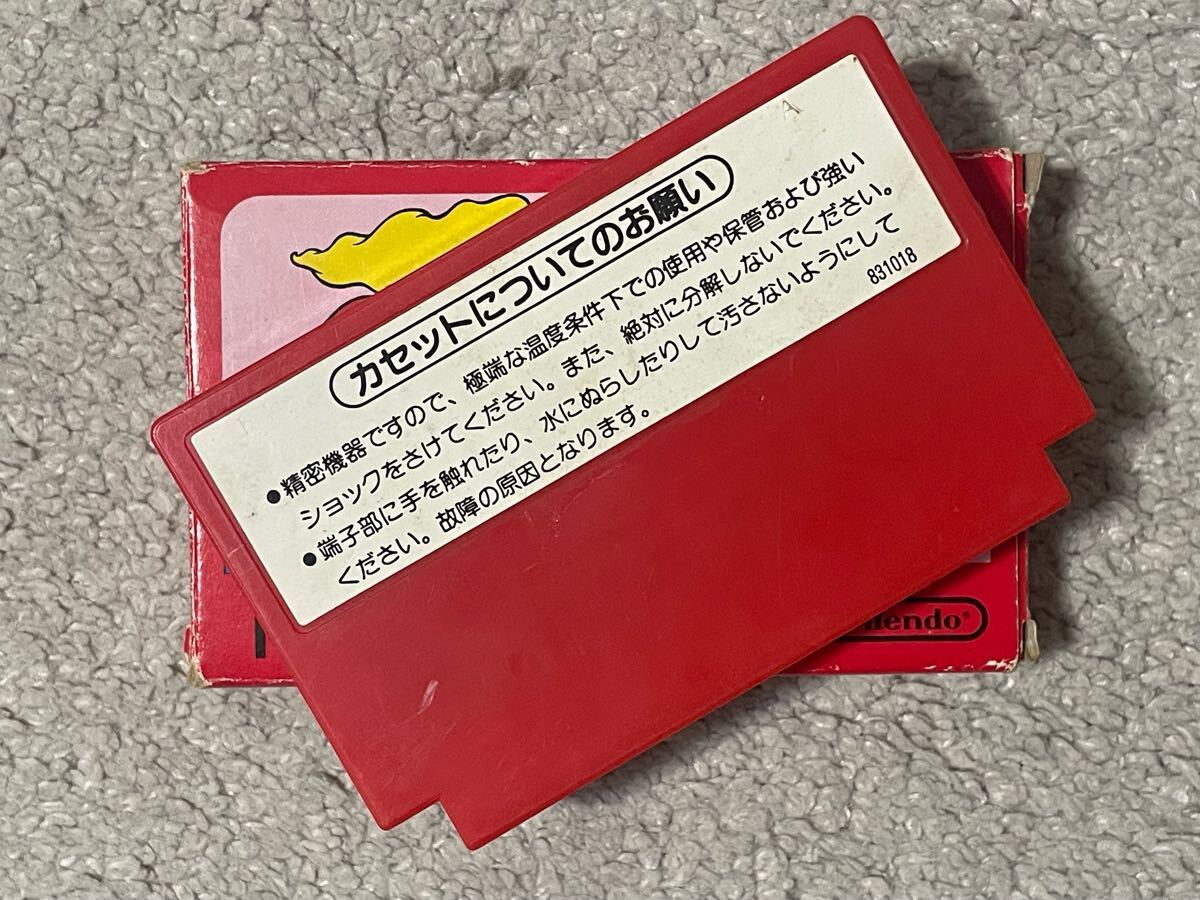 A
カセットについてのお願い
●精密機器ですので、極端な温度条件下での使用や保管および強い
ショックをさけてください。また、絶対に分解しないでください。
●端子部に手を触れたり、水にぬらしたりして汚さないようにして
ください。故障の原因となります。
831018
endo®